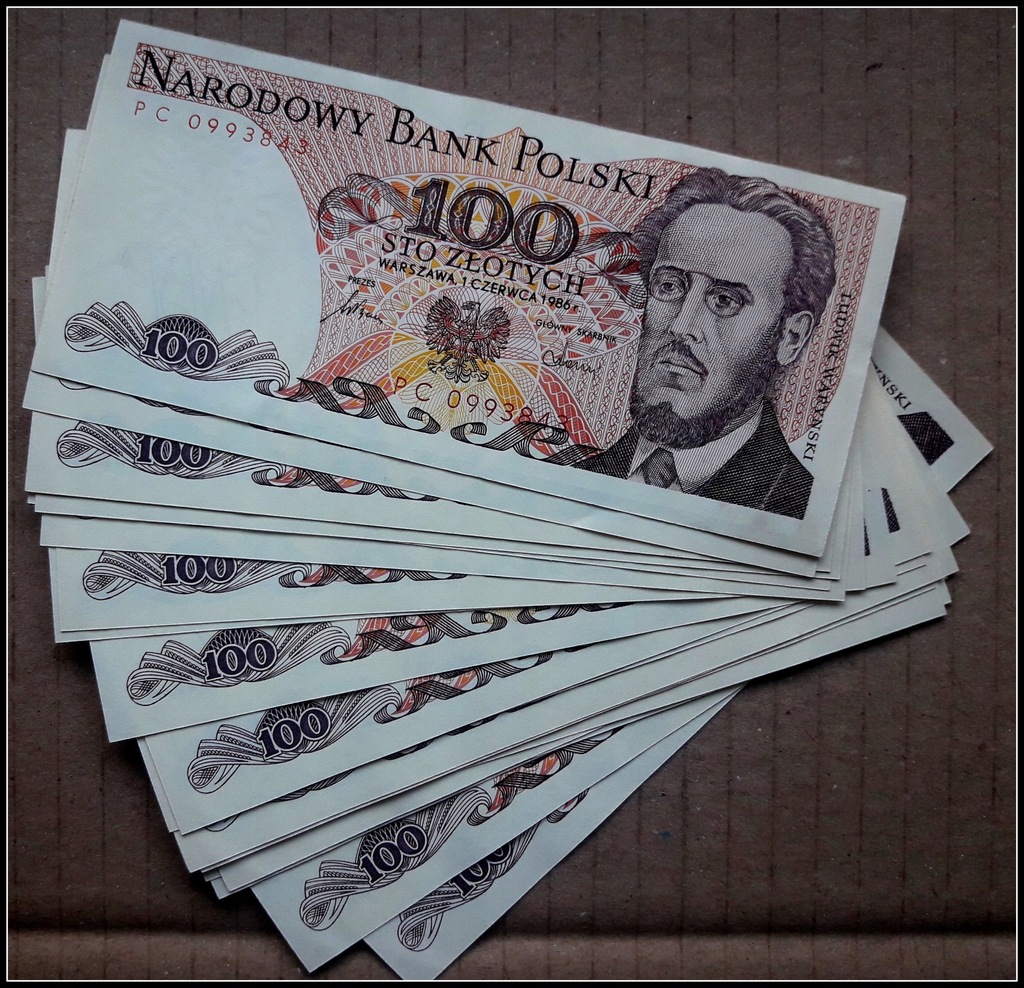 NARODOWY BANK POLSKI
PC 0993843
100
STO ZŁOTYCH
WARSZAWA, 1 CZERWCA 1986 r.
PREZES
GŁÓWNY SKARBNIK
PC 0993843
100
LUDWIK WARYŃSKI
100
100
100
100
100
100